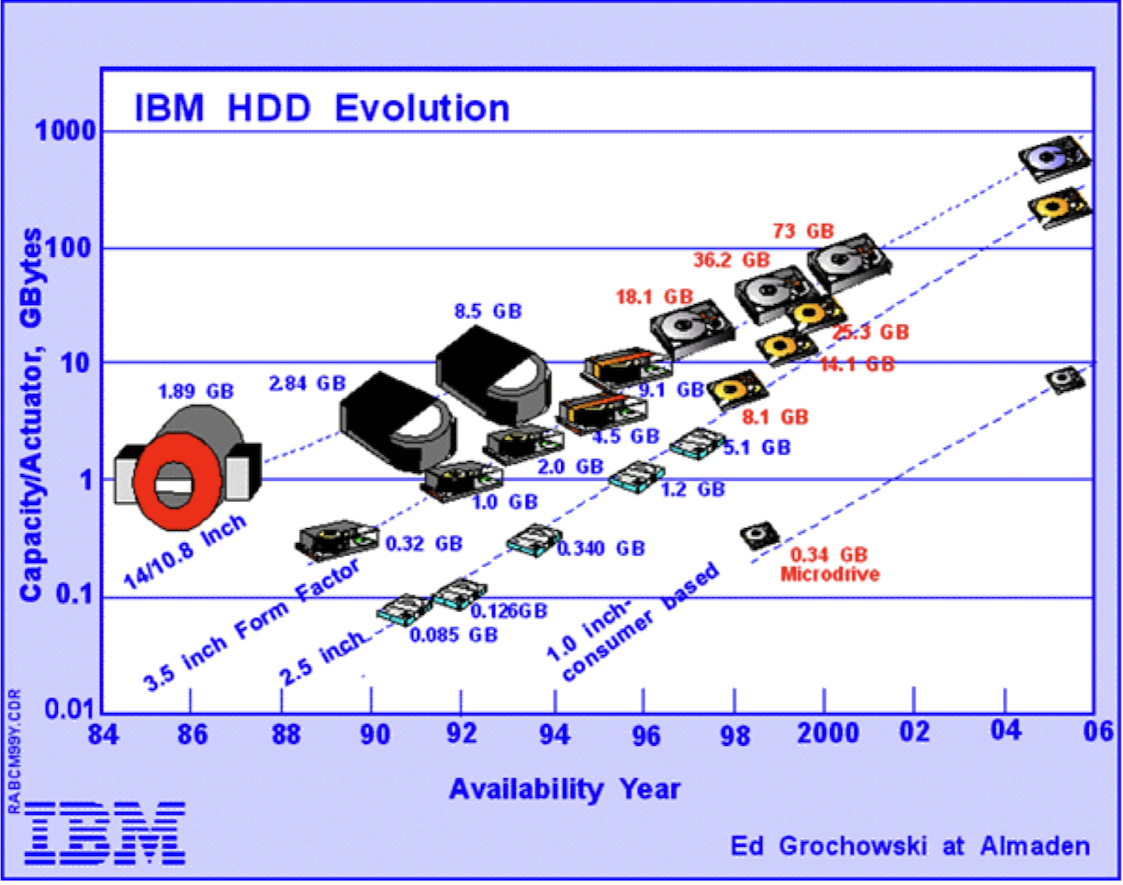 IBM HDD Evolution
1000
100
10
1
0.1
0.01
Capacity/Actuator, GBytes
1.89 GB
2.84 GB
8.5 GB
18.1 GB
36.2 GB
73 GB
25.3 GB
14.1 GB
9.1 GB
8.1 GB
4.5 GB
5.1 GB
2.0 GB
1.2 GB
1.0 GB
0.32 GB
0.340 GB
0.34 GB
Microdrive
0.126GB
0.085 GB
14/10.8 Inch
3.5 inch Form Factor
2.5 inch
1.0 inch-
consumer based
84 86 88 90 92 94 96 98 2000 02 04 06
Availability Year
RABCM99Y.CDR
IBM
Ed Grochowski at Almaden